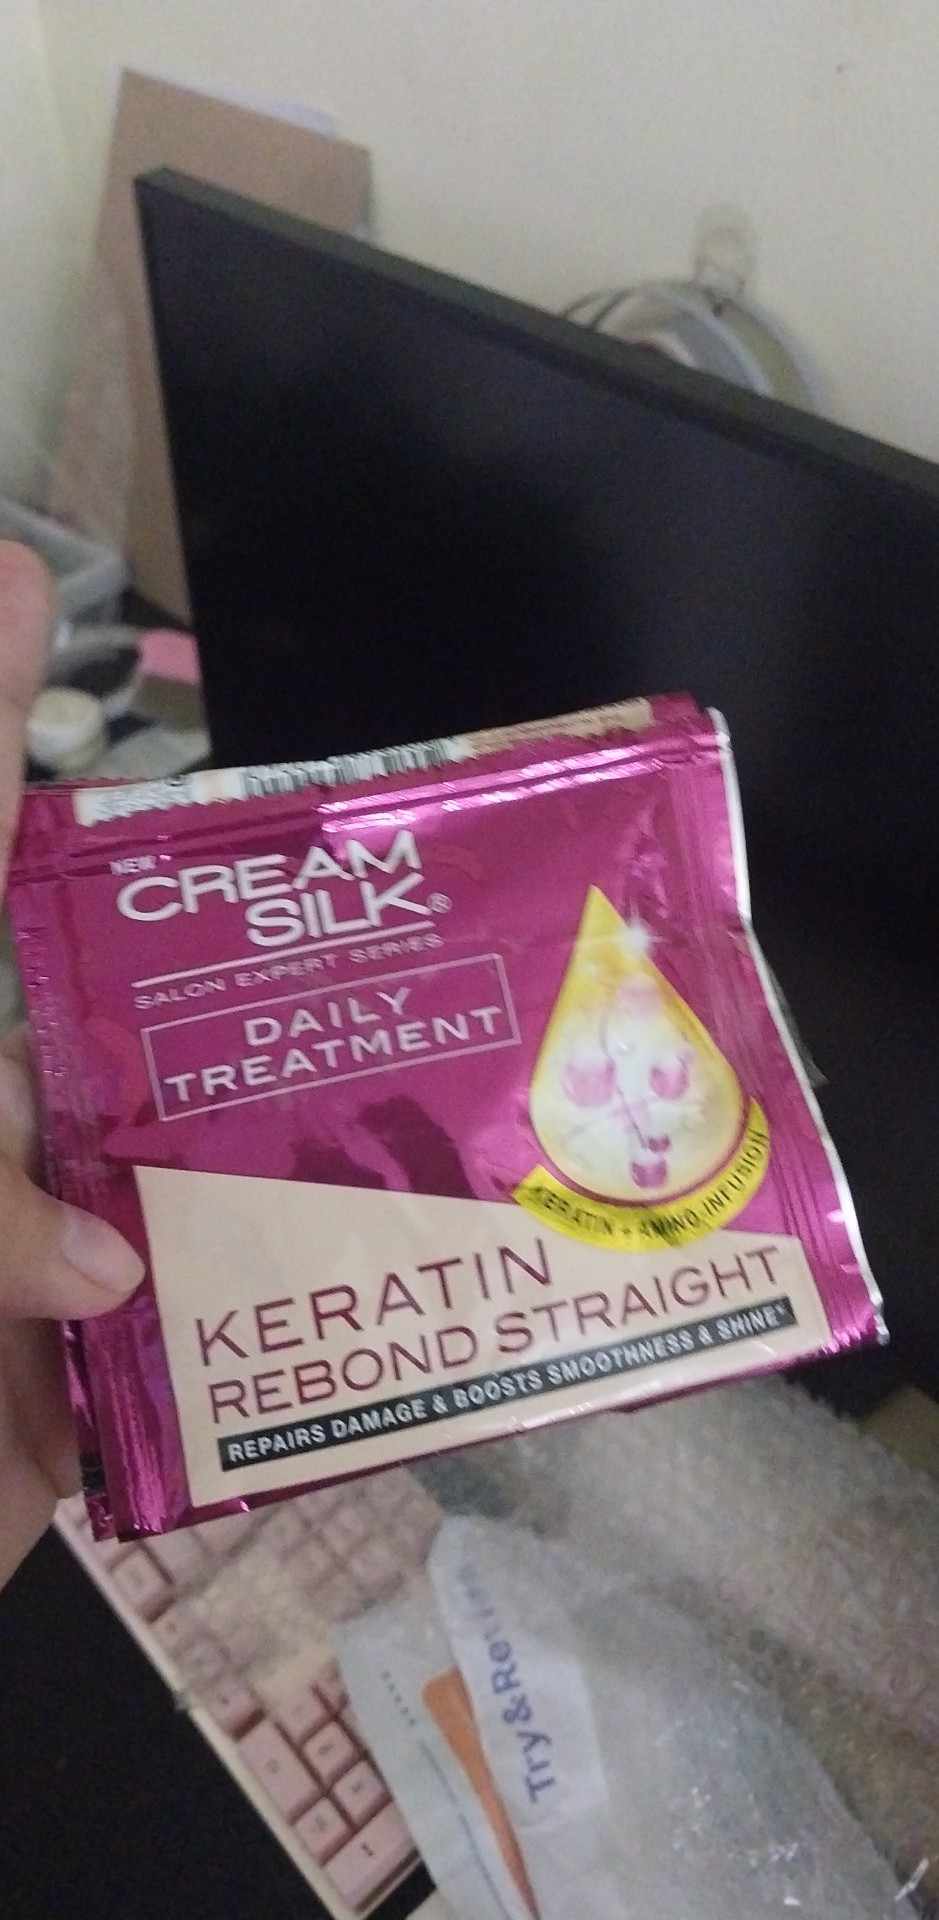 NEW
CREAM
SILK®
SALON EXPERT SERIES
DAILY
TREATMENT
KERATIN + AMINO-INFUSION
KERATIN
REBOND STRAIGHT
REPAIRS DAMAGE & BOOSTS SMOOTHNESS & SHINE*
Try &